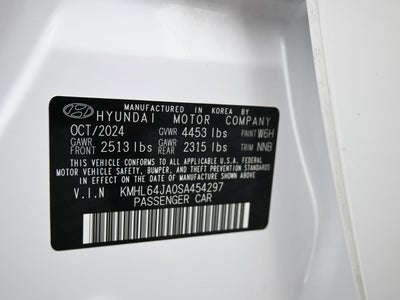 MANUFACTURED IN KOREA BY
HYUNDAI MOTOR COMPANY
OCT/2024 GVWR 4453 lbs PAINT W6H
GAWR FRONT 2513 lbs GAWR REAR 2315 lbs TRIM NNB
THIS VEHICLE CONFORMS TO ALL APPLICABLE U.S.A. FEDERAL
MOTOR VEHICLE SAFETY, BUMPER, AND THEFT PREVENTION STANDARDS
IN EFFECT ON THE DATE OF MANUFACTURE SHOWN ABOVE.
V.I.N KMHL64JA0SA454297
PASSENGER CAR